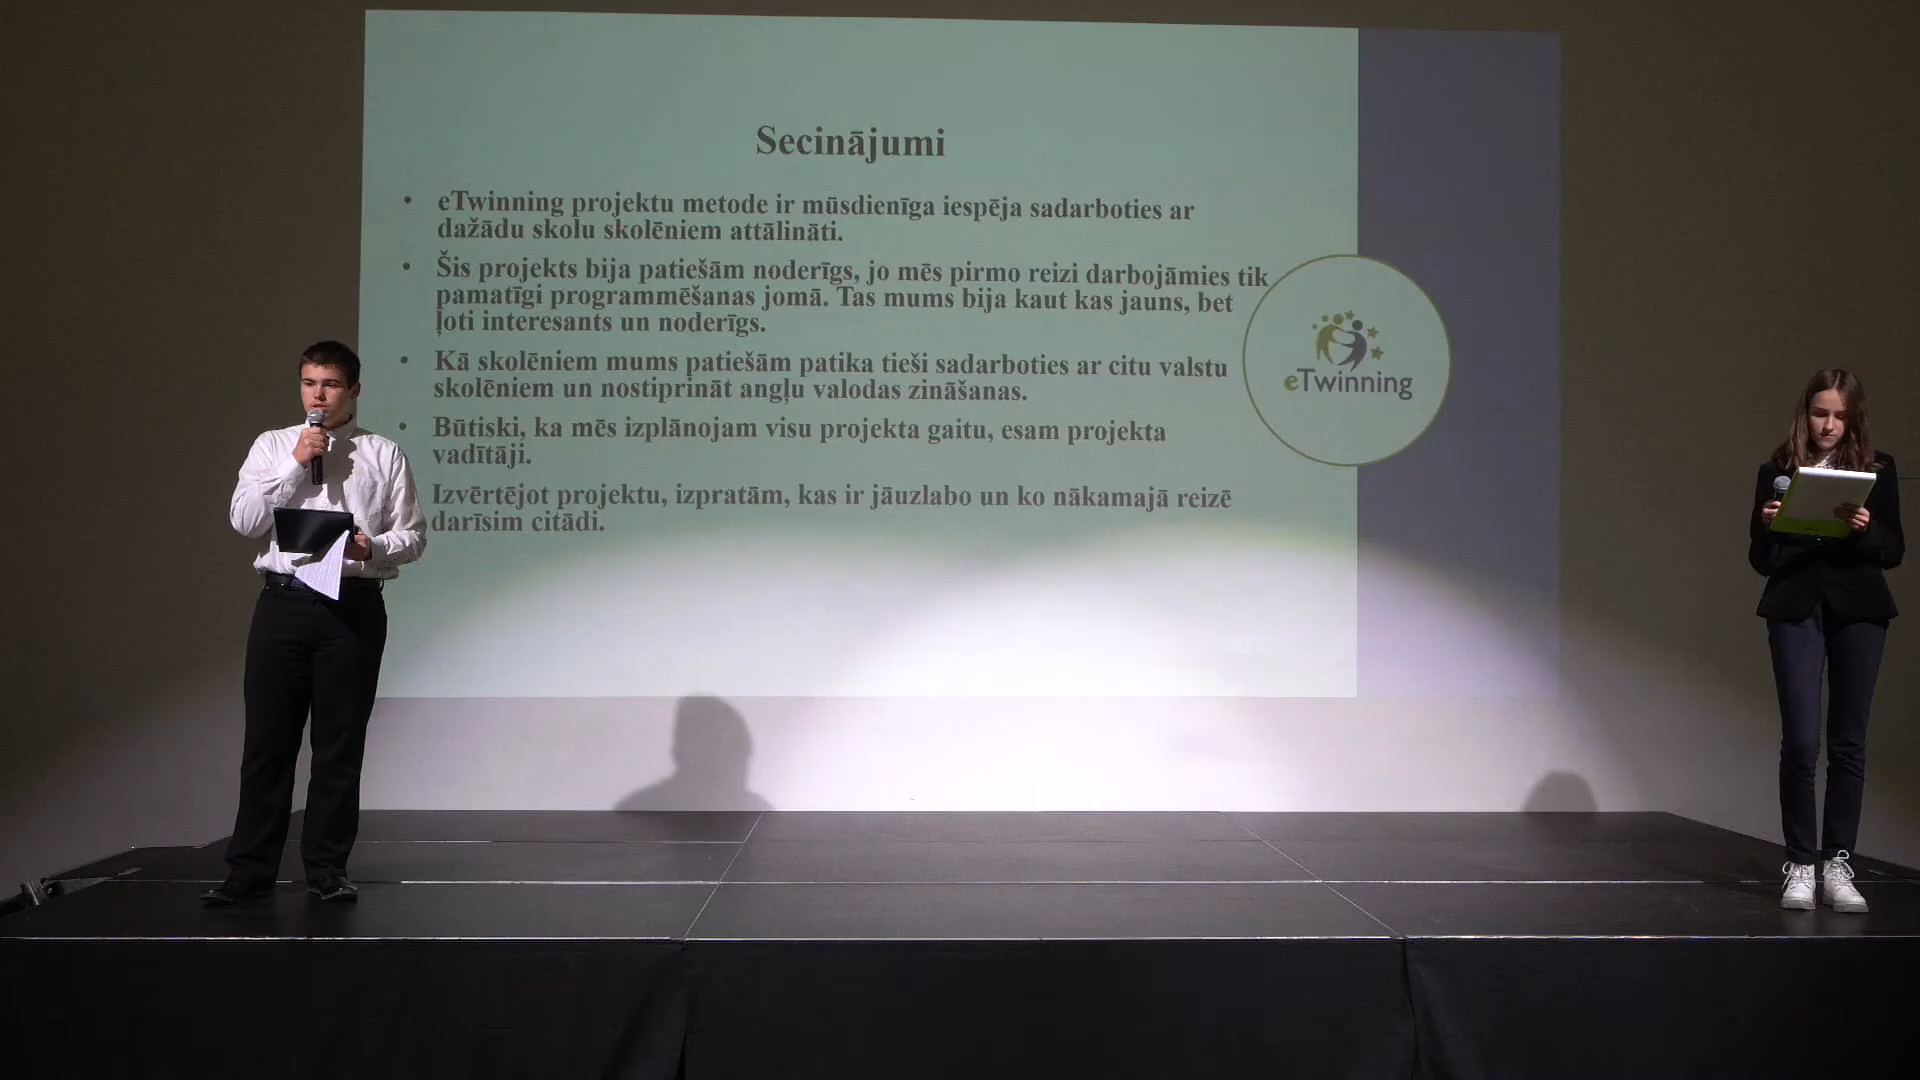 Secinājumi
• eTwinning projektu metode ir mūsdienīga iespēja sadarboties ar
dažādu skolu skolēniem attālināti.
• Šis projekts bija patiešām noderīgs, jo mēs pirmo reizi darbojāmies tik
pamatīgi programmēšanas jomā. Tas mums bija kaut kas jauns, bet
ļoti interesants un noderīgs.
• Kā skolēniem mums patiešām patika tieši sadarboties ar citu valstu
skolēniem un nostiprināt angļu valodas zināšanas.
• Būtiski, ka mēs izplānojam visu projekta gaitu, esam projekta
vadītāji.
Izvērtējot projektu, izpratām, kas ir jāuzlabo un ko nākamajā reizē
darīsim citādi.
eTwinning